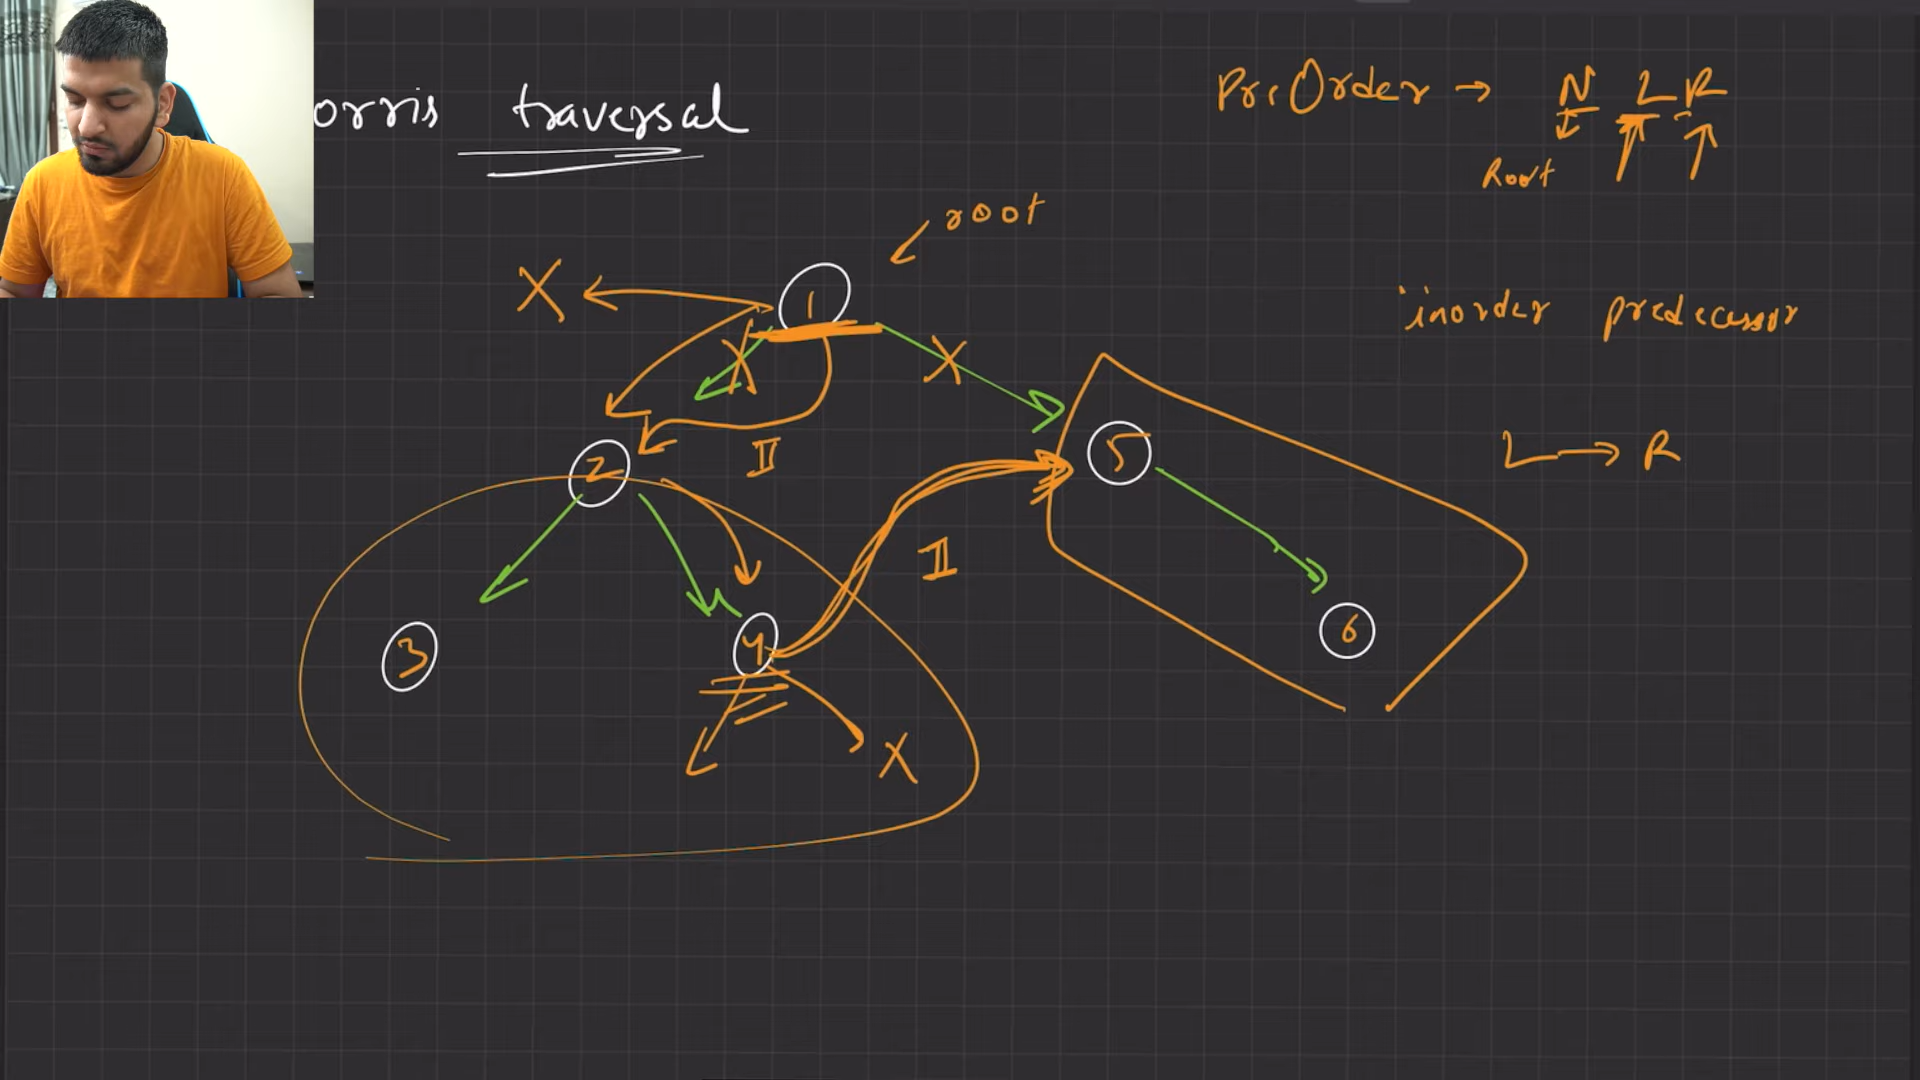 orris traversal
PreOrder → N L R
Root
root
X
1
X
X
inorder predecessor
L → R
2
II
5
II
3
4
6
X